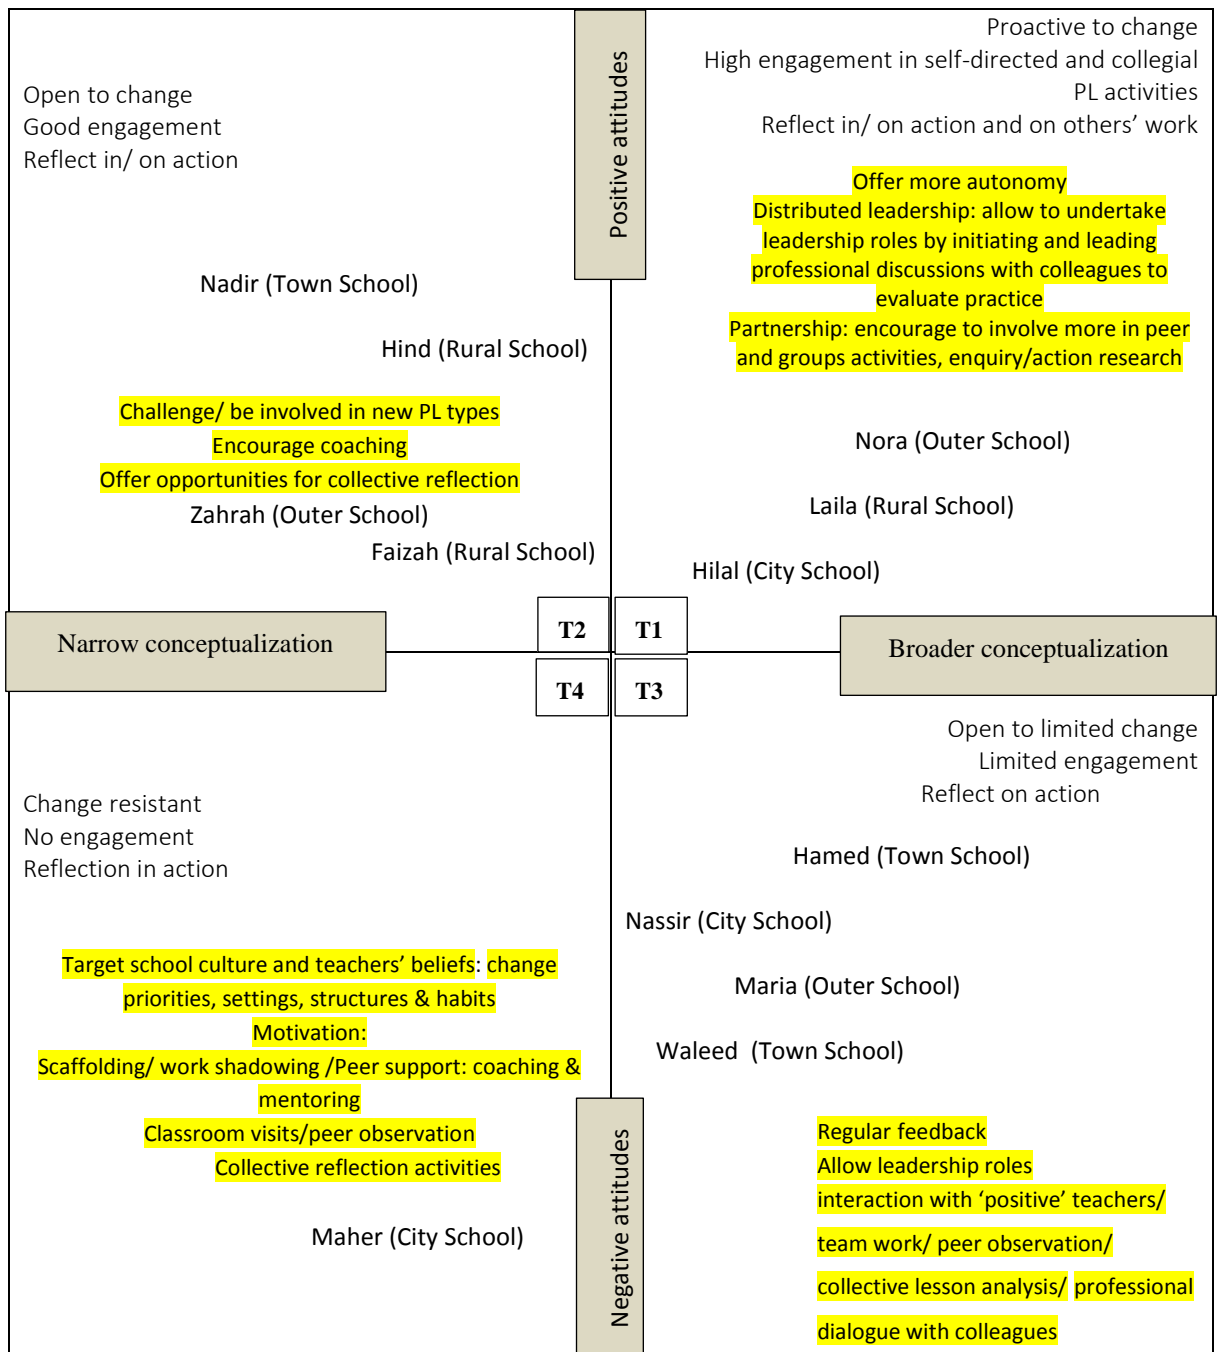 Proactive to change
High engagement in self-directed and collegial
PL activities
Reflect in/ on action and on others’ work
Open to change
Good engagement
Reflect in/ on action
Positive attitudes
Offer more autonomy
Distributed leadership: allow to undertake
leadership roles by initiating and leading
professional discussions with colleagues to
evaluate practice
Partnership: encourage to involve more in peer
and groups activities, enquiry/action research
Nadir (Town School)
Hind (Rural School)
Challenge/ be involved in new PL types
Encourage coaching
Offer opportunities for collective reflection
Zahrah (Outer School)
Faizah (Rural School)
Nora (Outer School)
Laila (Rural School)
Hilal (City School)
Narrow conceptualization
T2
T1
T4
T3
Broader conceptualization
Open to limited change
Limited engagement
Reflect on action
Change resistant
No engagement
Reflection in action
Hamed (Town School)
Nassir (City School)
Maria (Outer School)
Waleed  (Town School)
Target school culture and teachers’ beliefs: change
priorities, settings, structures & habits
Motivation:
Scaffolding/ work shadowing /Peer support: coaching &
mentoring
Classroom visits/peer observation
Collective reflection activities
Maher (City School)
Negative attitudes
Regular feedback
Allow leadership roles
interaction with ‘positive’ teachers/
team work/ peer observation/
collective lesson analysis/ professional
dialogue with colleagues